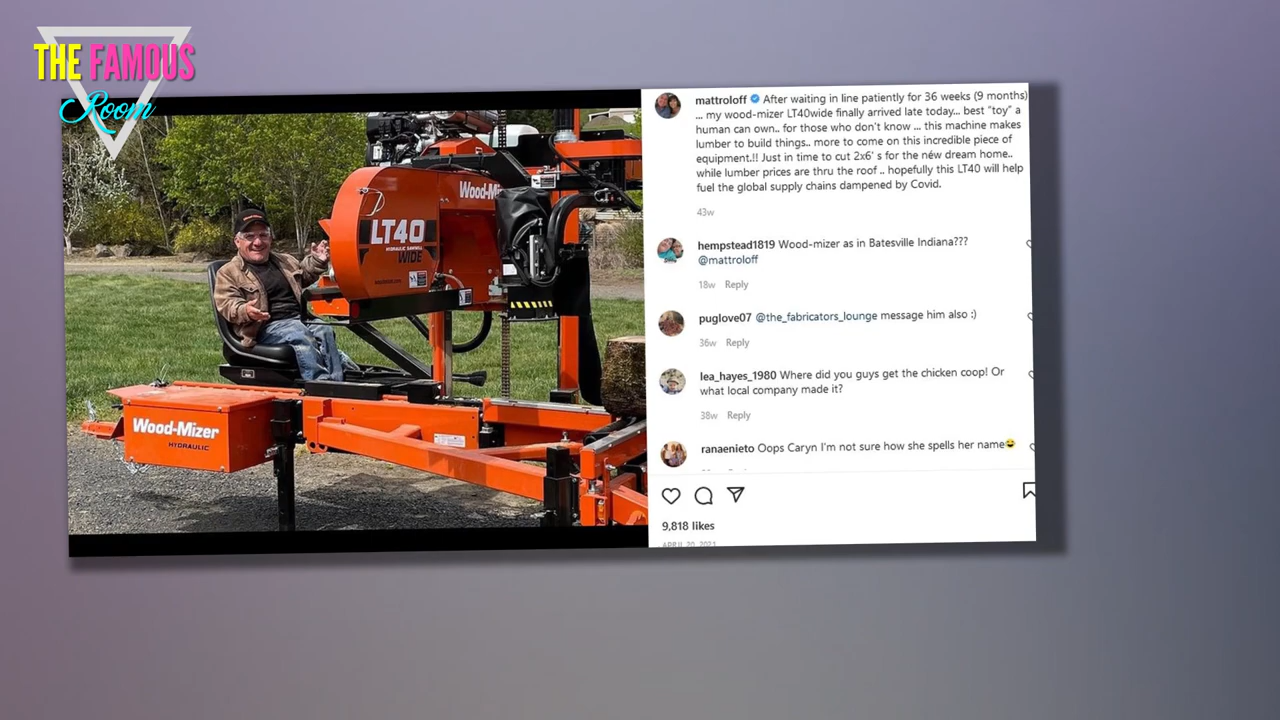 THE FAMOUS
Room
Wood-Mi
LT40
HYDRAULIC SAWMILL
WIDE
Wood-Mizer
HYDRAULIC
mattroloff After waiting in line patiently for 36 weeks (9 months)
... my wood-mizer LT40wide finally arrived late today... best "toy" a
human can own.. for those who don't know ... this machine makes
lumber to build things.. more to come on this incredible piece of
equipment.!! Just in time to cut 2x6' s for the néw dream home..
while lumber prices are thru the roof .. hopefully this LT40 will help
fuel the global supply chains dampened by Covid.
43w
hempstead1819 Wood-mizer as in Batesville Indiana???
@mattroloff
18w Reply
puglove07 @the_fabricators_lounge message him also :)
36w Reply
lea_hayes_1980 Where did you guys get the chicken coop! Or
what local company made it?
38w Reply
ranaenieto Oops Caryn I'm not sure how she spells her name😅
9,818 likes
APRIL 20, 2021